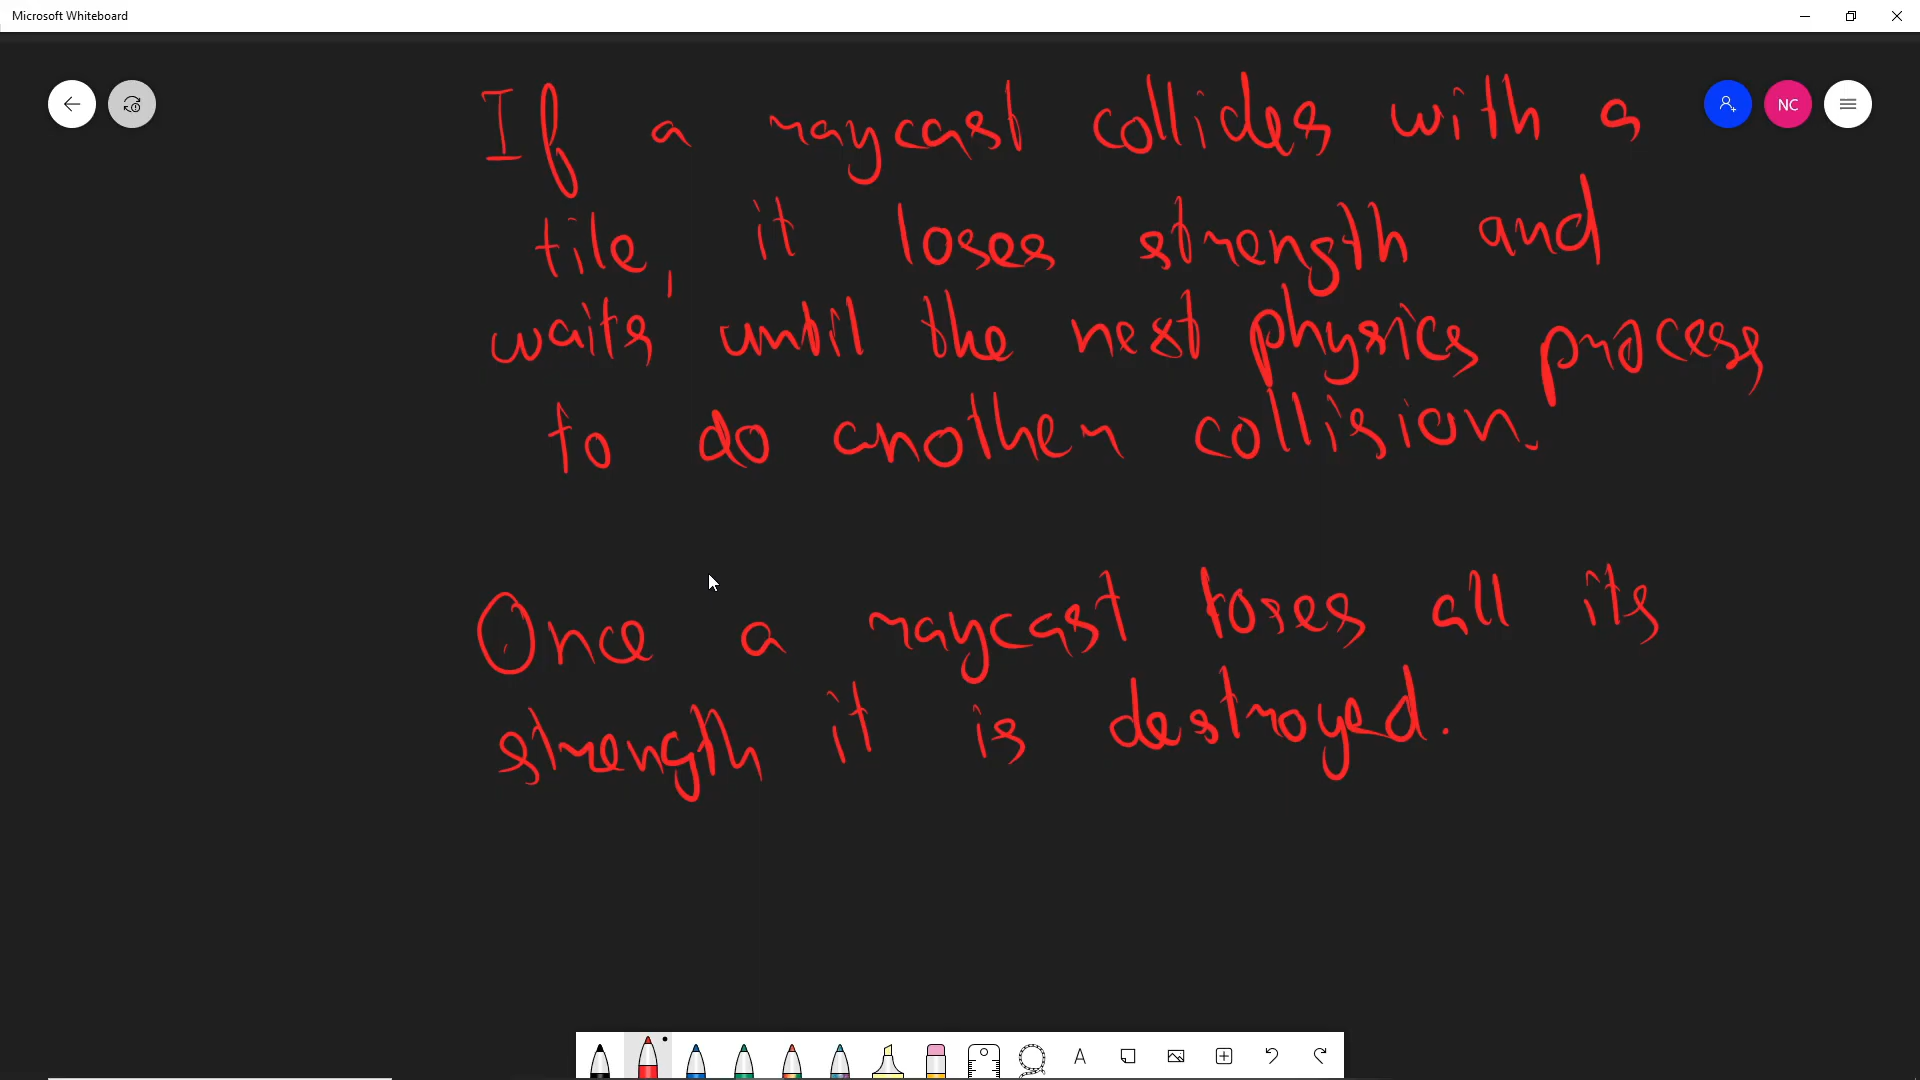 Microsoft Whiteboard
NC
If a raycast collides with a
tile, it loses strength and
waits until the next physics process
to do another collision.
Once a raycast loses all its
strength it is destroyed.
A